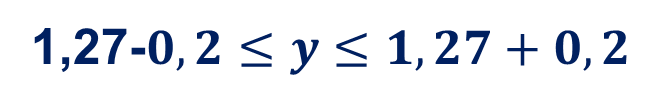 1,27-0,2 ≤ y ≤ 1,27 + 0,2